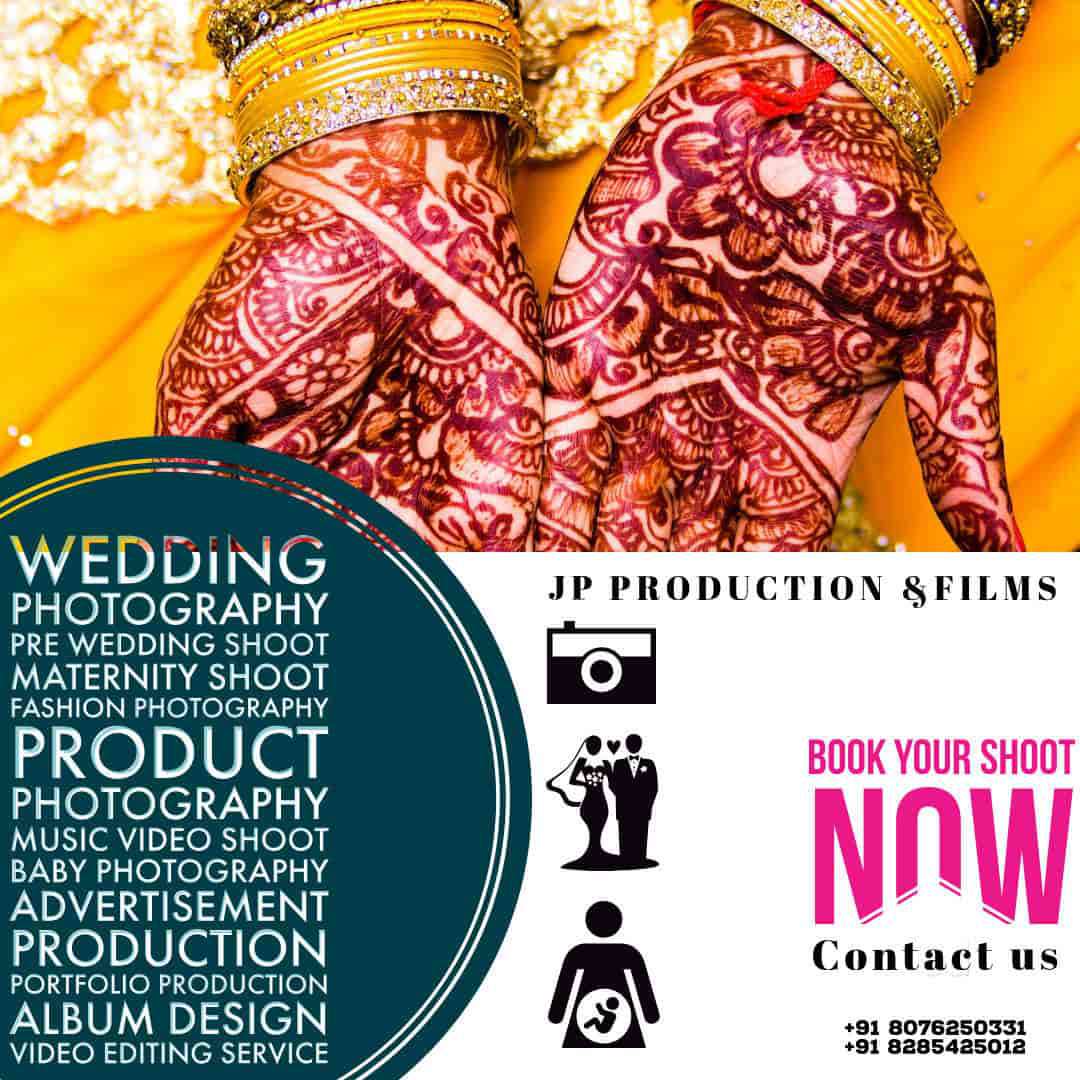 WEDDING
PHOTOGRAPHY
PRE WEDDING SHOOT
MATERNITY SHOOT
FASHION PHOTOGRAPHY
PRODUCT
PHOTOGRAPHY
MUSIC VIDEO SHOOT
BABY PHOTOGRAPHY
ADVERTISEMENT
PRODUCTION
PORTFOLIO PRODUCTION
ALBUM DESIGN
VIDEO EDITING SERVICE
JP PRODUCTION &FILMS
BOOK YOUR SHOOT
NOW
Contact us
+91 8076250331
+91 8285425012